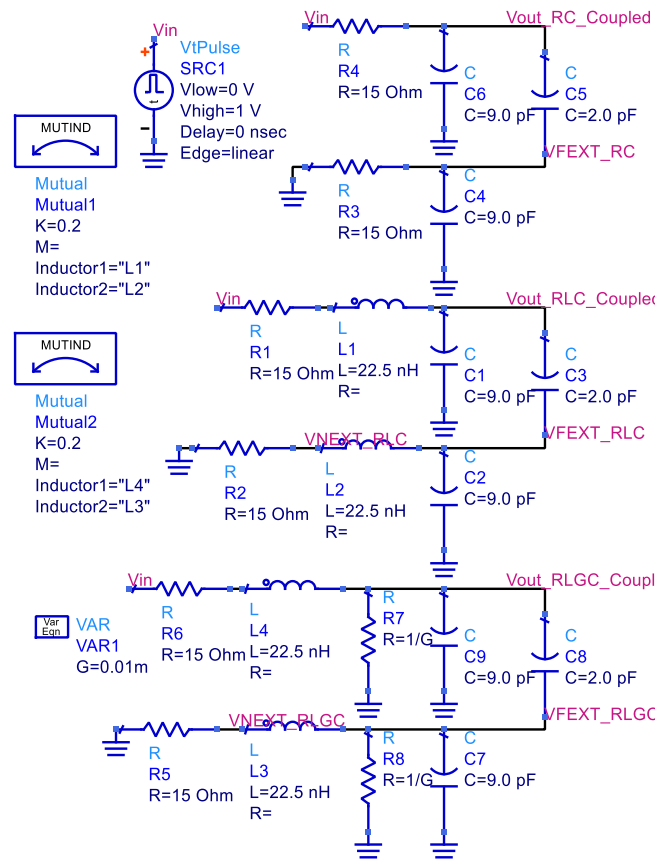 Vin
VtPulse
SRC1
Vlow=0 V
Vhigh=1 V
Delay=0 nsec
Edge=linear
MUTIND
Mutual
Mutual1
K=0.2
M=
Inductor1="L1"
Inductor2="L2"
Vin
R
R4
R=15 Ohm
Vout_RC_Coupled
C
C6
C=9.0 pF
C
C5
C=2.0 pF
VFEXT_RC
R
R3
R=15 Ohm
C
C4
C=9.0 pF
MUTIND
Mutual
Mutual2
K=0.2
M=
Inductor1="L4"
Inductor2="L3"
Vin
R
R1
R=15 Ohm
L
L1
L=22.5 nH
R=
Vout_RLC_Coupled
C
C1
C=9.0 pF
C
C3
C=2.0 pF
VFEXT_RLC
VNEXT_RLC
R
R2
R=15 Ohm
L
L2
L=22.5 nH
R=
C
C2
C=9.0 pF
Var
Eqn
VAR
VAR1
G=0.01m
Vin
R
R6
R=15 Ohm
L
L4
L=22.5 nH
R=
R
R7
R=1/G
Vout_RLGC_Coupl
C
C9
C=9.0 pF
C
C8
C=2.0 pF
VFEXT_RLGC
VNEXT_RLGC
R
R5
R=15 Ohm
L
L3
L=22.5 nH
R=
R
R8
R=1/G
C
C7
C=9.0 pF